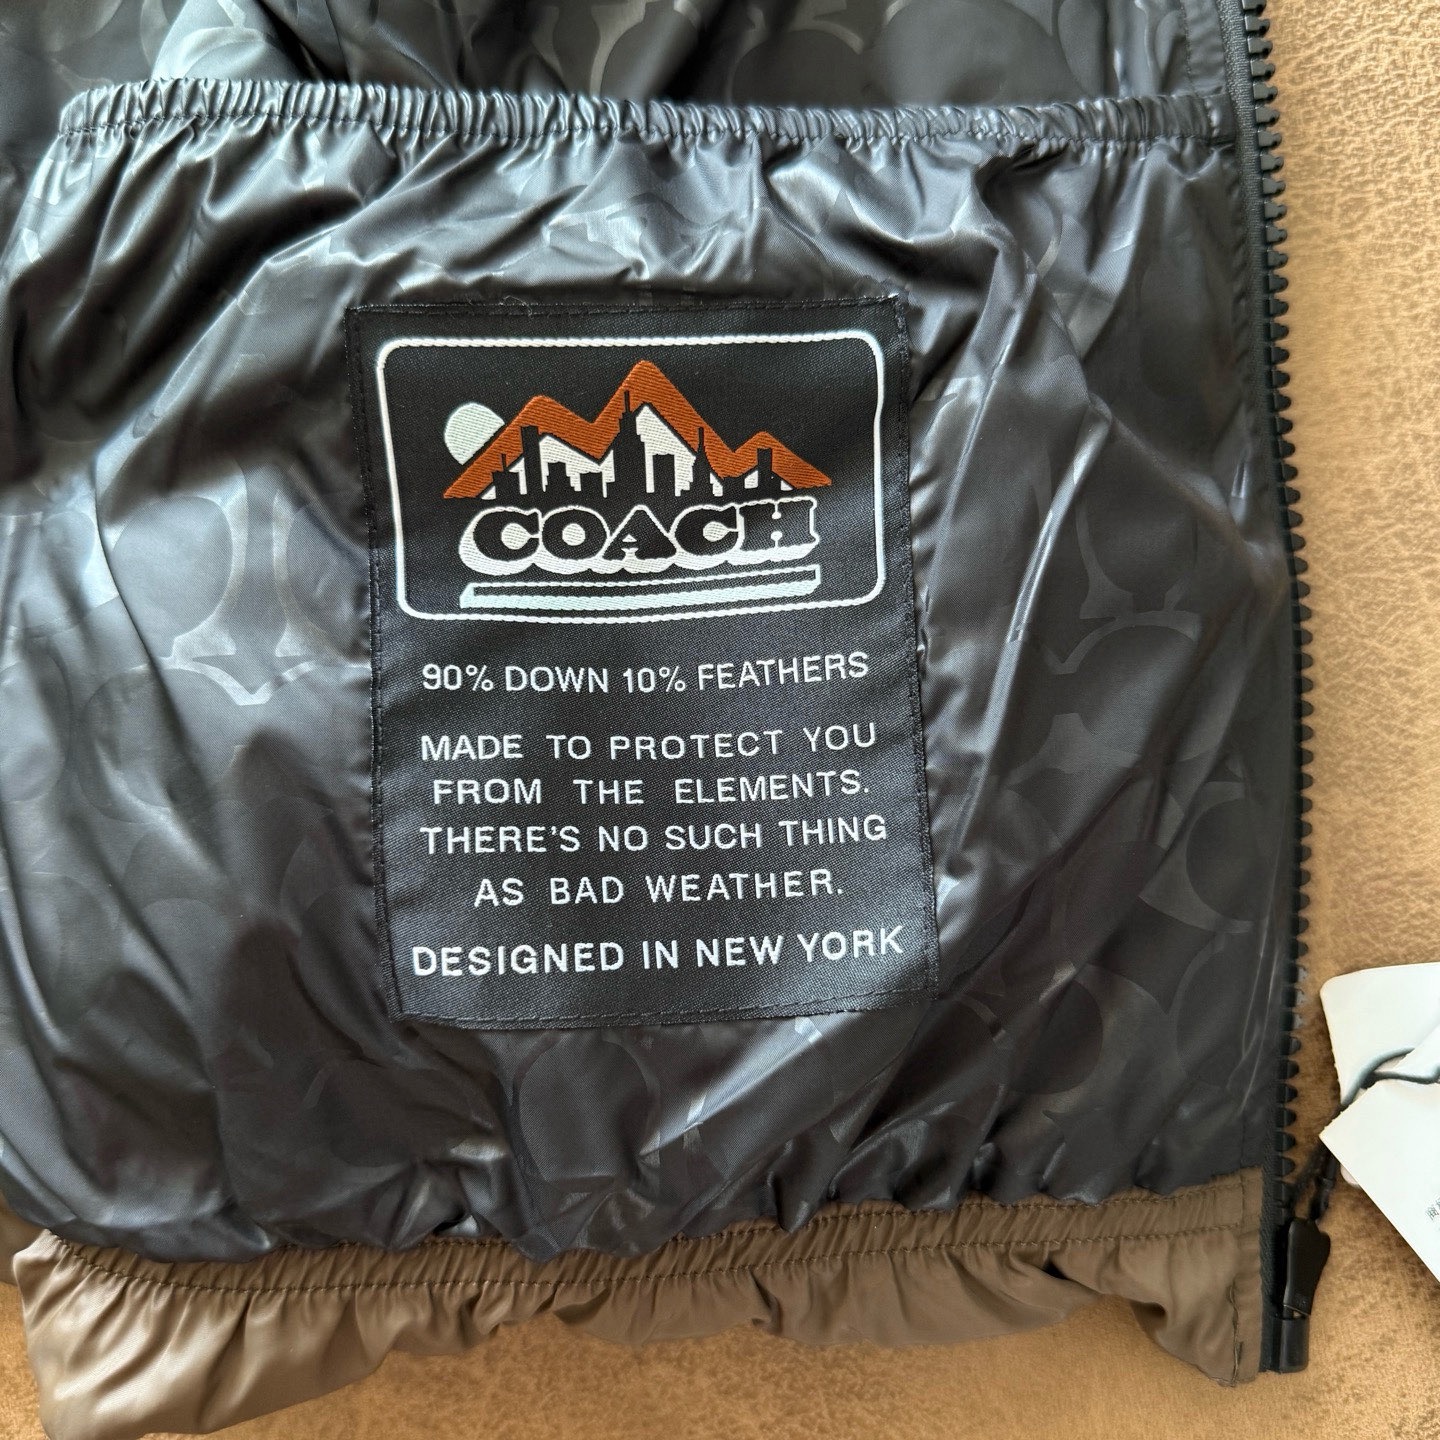 COACH
90% DOWN 10% FEATHERS
MADE TO PROTECT YOU
FROM THE ELEMENTS.
THERE'S NO SUCH THING
AS BAD WEATHER.
DESIGNED IN NEW YORK